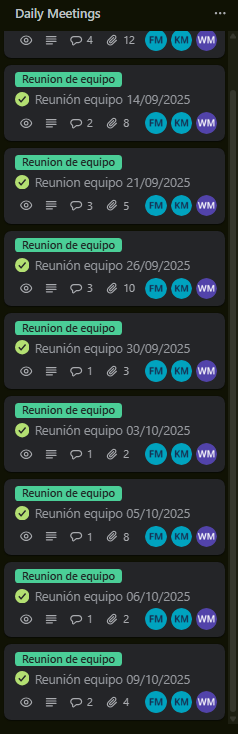 Daily Meetings
4 12 FM KM WM
Reunion de equipo
Reunión equipo 14/09/2025
2 8 FM KM WM
Reunion de equipo
Reunión equipo 21/09/2025
3 5 FM KM WM
Reunion de equipo
Reunión equipo 26/09/2025
3 10 FM KM WM
Reunion de equipo
Reunión equipo 30/09/2025
1 3 FM KM WM
Reunion de equipo
Reunión equipo 03/10/2025
1 2 FM KM WM
Reunion de equipo
Reunión equipo 05/10/2025
1 8 FM KM WM
Reunion de equipo
Reunión equipo 06/10/2025
1 2 FM KM WM
Reunion de equipo
Reunión equipo 09/10/2025
2 4 FM KM WM